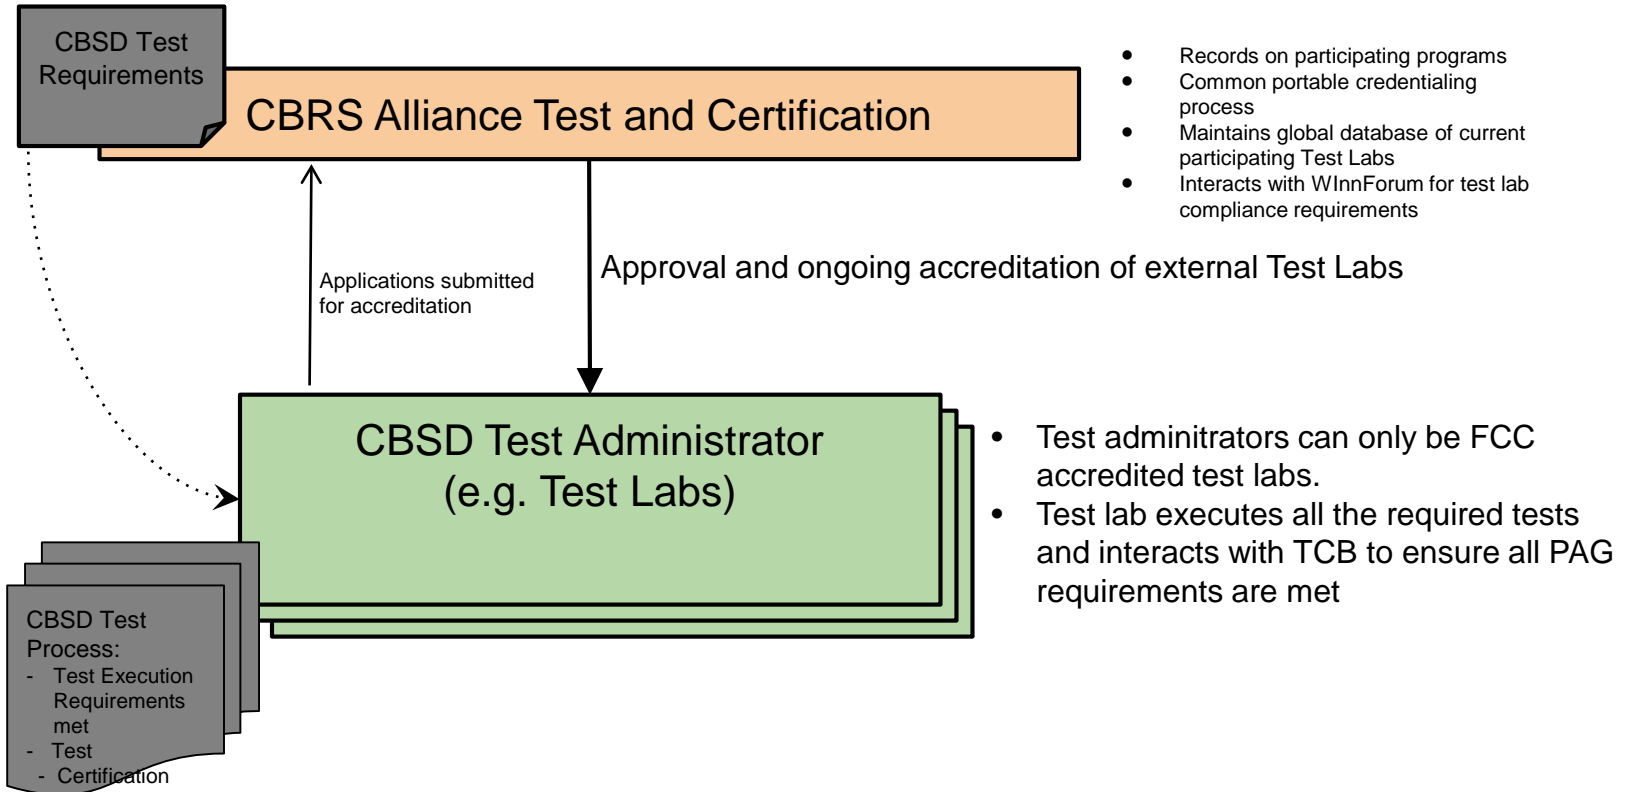 CBSD Test
Requirements
CBRS Alliance Test and Certification
• Records on participating programs
• Common portable credentialing
process
• Maintains global database of current
participating Test Labs
• Interacts with WInnForum for test lab
compliance requirements
Applications submitted
for accreditation
Approval and ongoing accreditation of external Test Labs
CBSD Test Administrator
(e.g. Test Labs)
• Test adminitrators can only be FCC
accredited test labs.
• Test lab executes all the required tests
and interacts with TCB to ensure all PAG
requirements are met
CBSD Test
Process:
- Test Execution
Requirements
met
- Test
- Certification